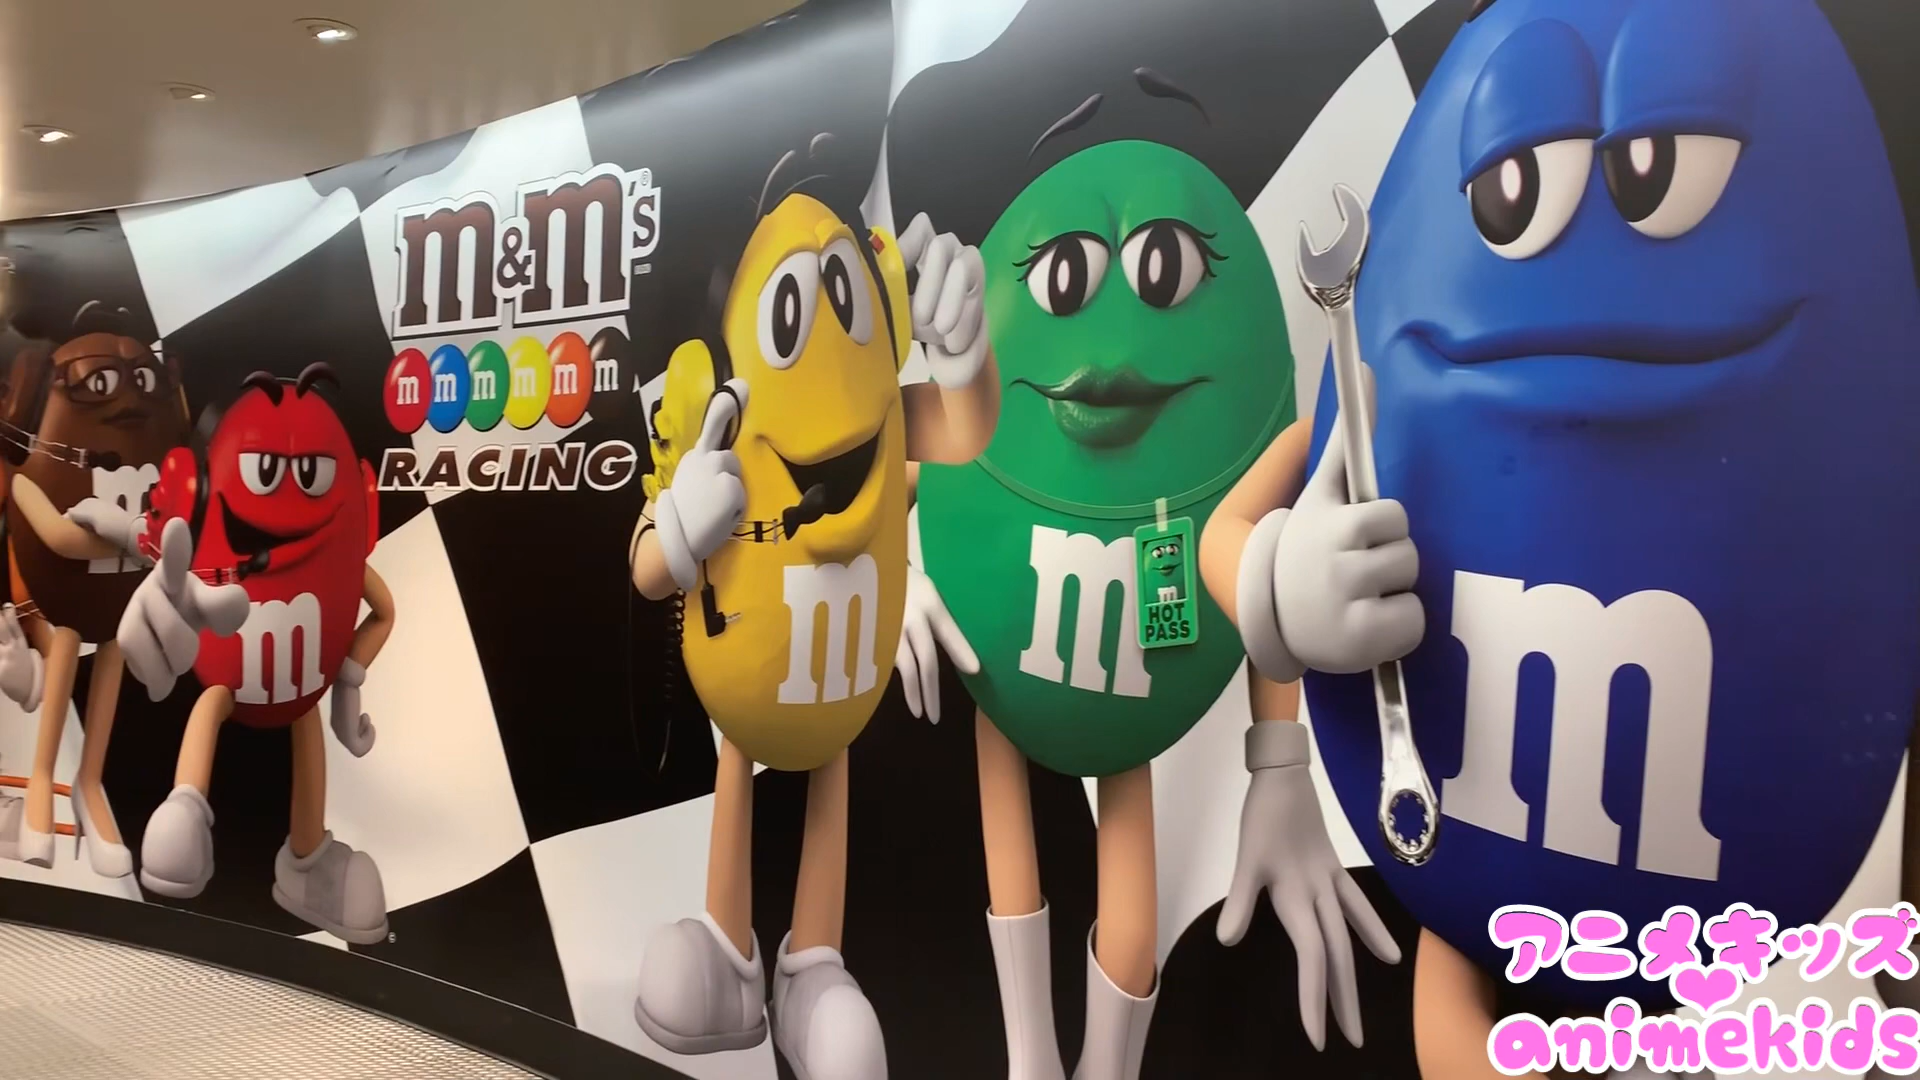 m&m's®
m m m m m m
RACING
m
m
m
m
m
m
HOT
PASS
m
アニメキッズ
animekids